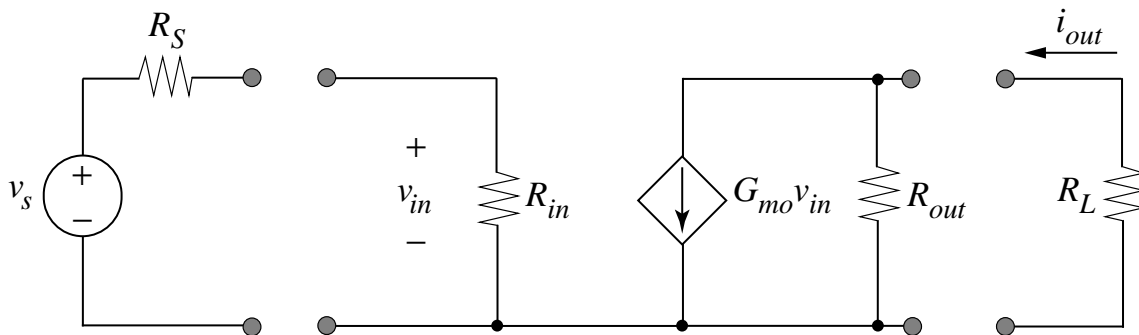 R_S
i_out
v_s
+
−
+
v_in
−
R_in
G_mo v_in
R_out
R_L